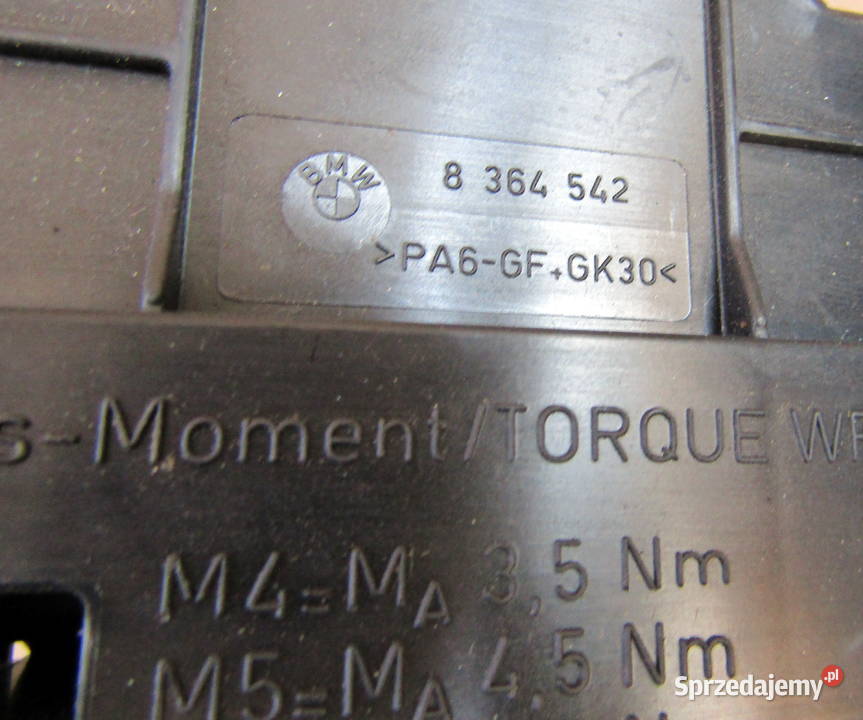 BMW
8 364 542
>PA6-GF+GK30<
s-Moment/TORQUE
M4=MA 3,5 Nm
M5=MA 4,5 Nm
Sprzedajemy.pl